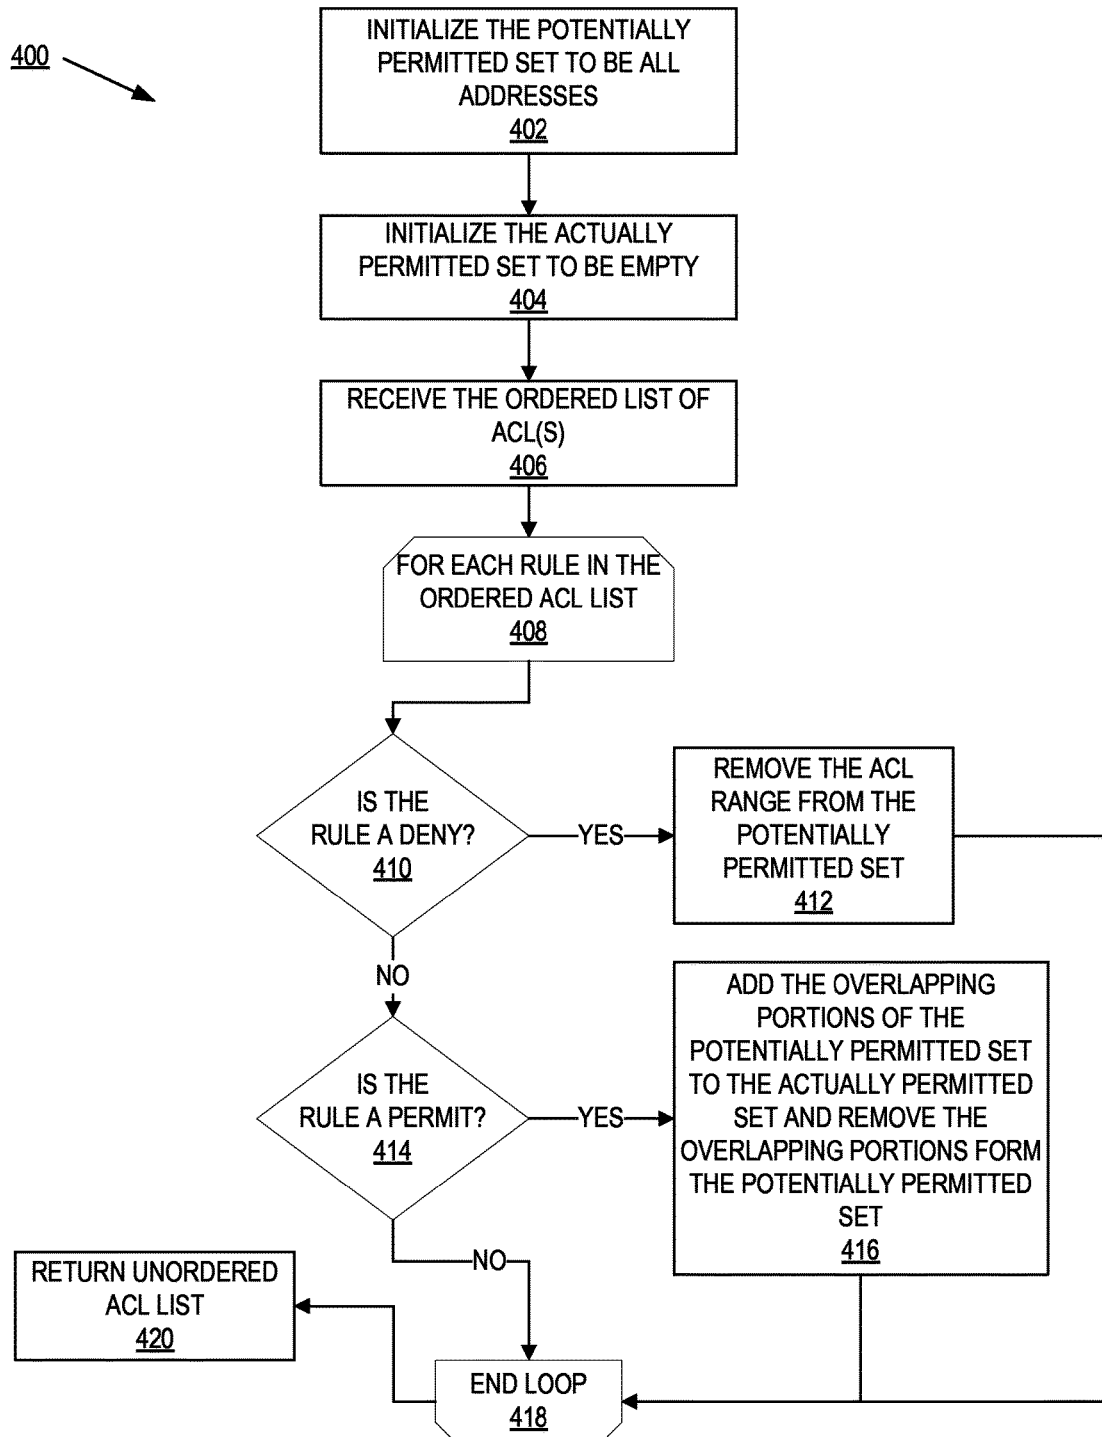 400
INITIALIZE THE POTENTIALLY
PERMITTED SET TO BE ALL
ADDRESSES
402
INITIALIZE THE ACTUALLY
PERMITTED SET TO BE EMPTY
404
RECEIVE THE ORDERED LIST OF
ACL(S)
406
FOR EACH RULE IN THE
ORDERED ACL LIST
408
IS THE
RULE A DENY?
410
YES
REMOVE THE ACL
RANGE FROM THE
POTENTIALLY
PERMITTED SET
412
NO
IS THE
RULE A PERMIT?
414
YES
ADD THE OVERLAPPING
PORTIONS OF THE
POTENTIALLY PERMITTED SET
TO THE ACTUALLY PERMITTED
SET AND REMOVE THE
OVERLAPPING PORTIONS FORM
THE POTENTIALLY PERMITTED
SET
416
NO
RETURN UNORDERED
ACL LIST
420
END LOOP
418